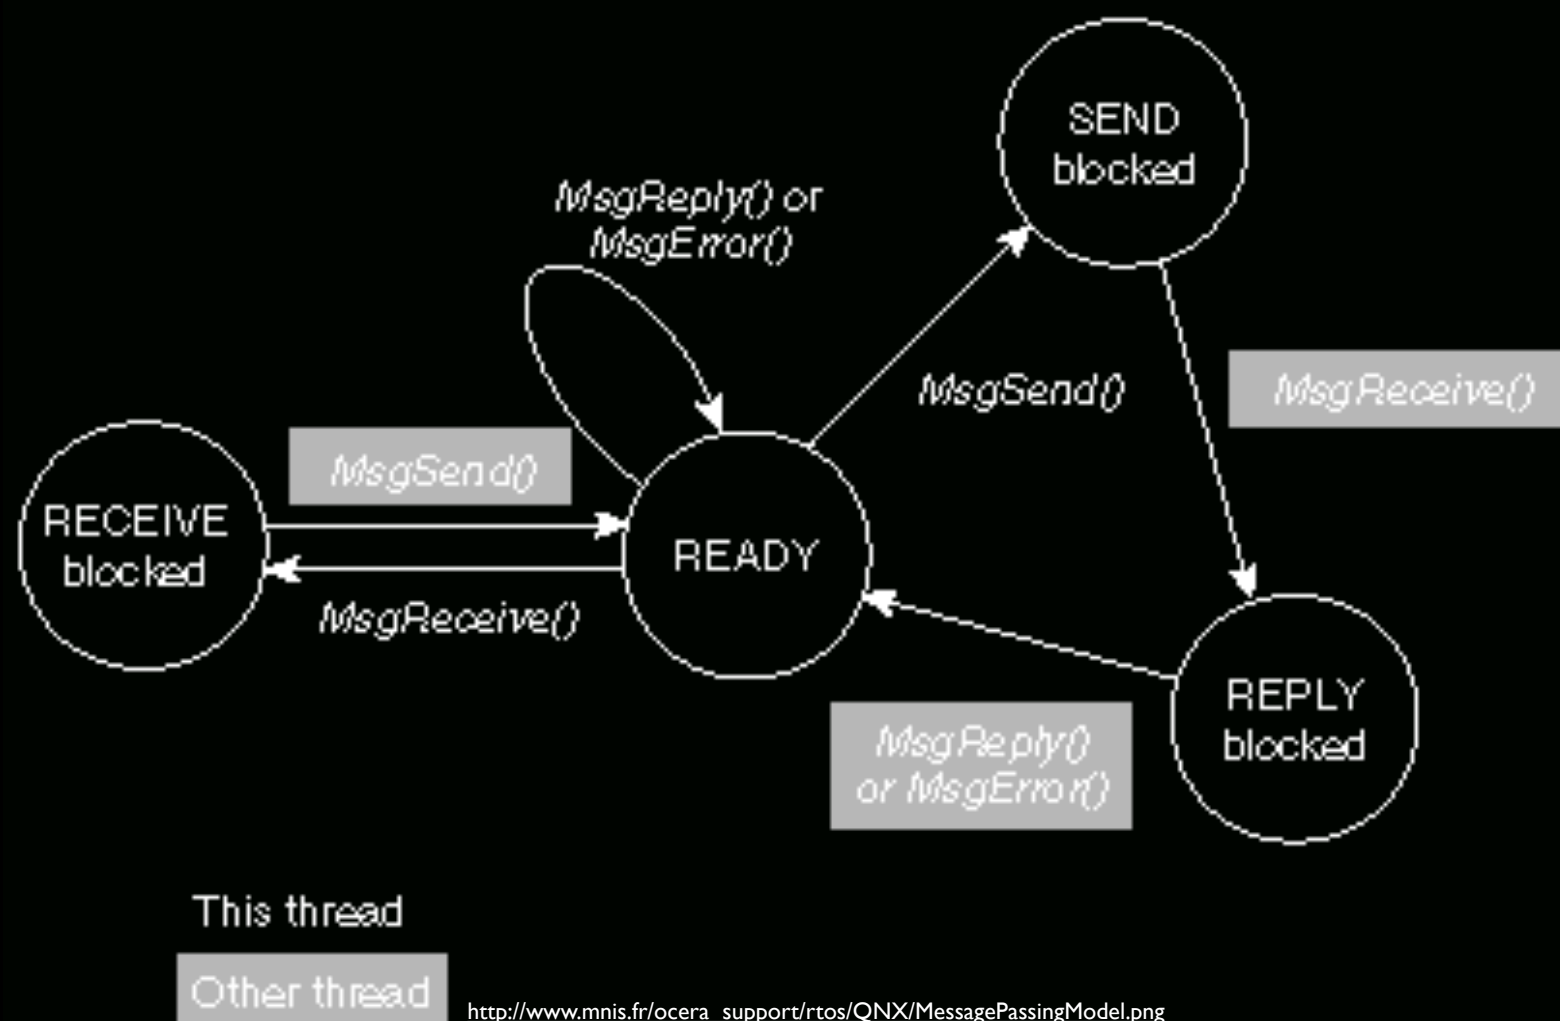 SEND
blocked
MsgReply() or
MsgError()
MsgSend()
MsgReceive()
MsgSend()
RECEIVE
blocked
READY
MsgReceive()
REPLY
blocked
MsgReply()
or MsgError()
This thread
Other thread
http://www.mnis.fr/ocera_support/rtos/QNX/MessagePassingModel.png